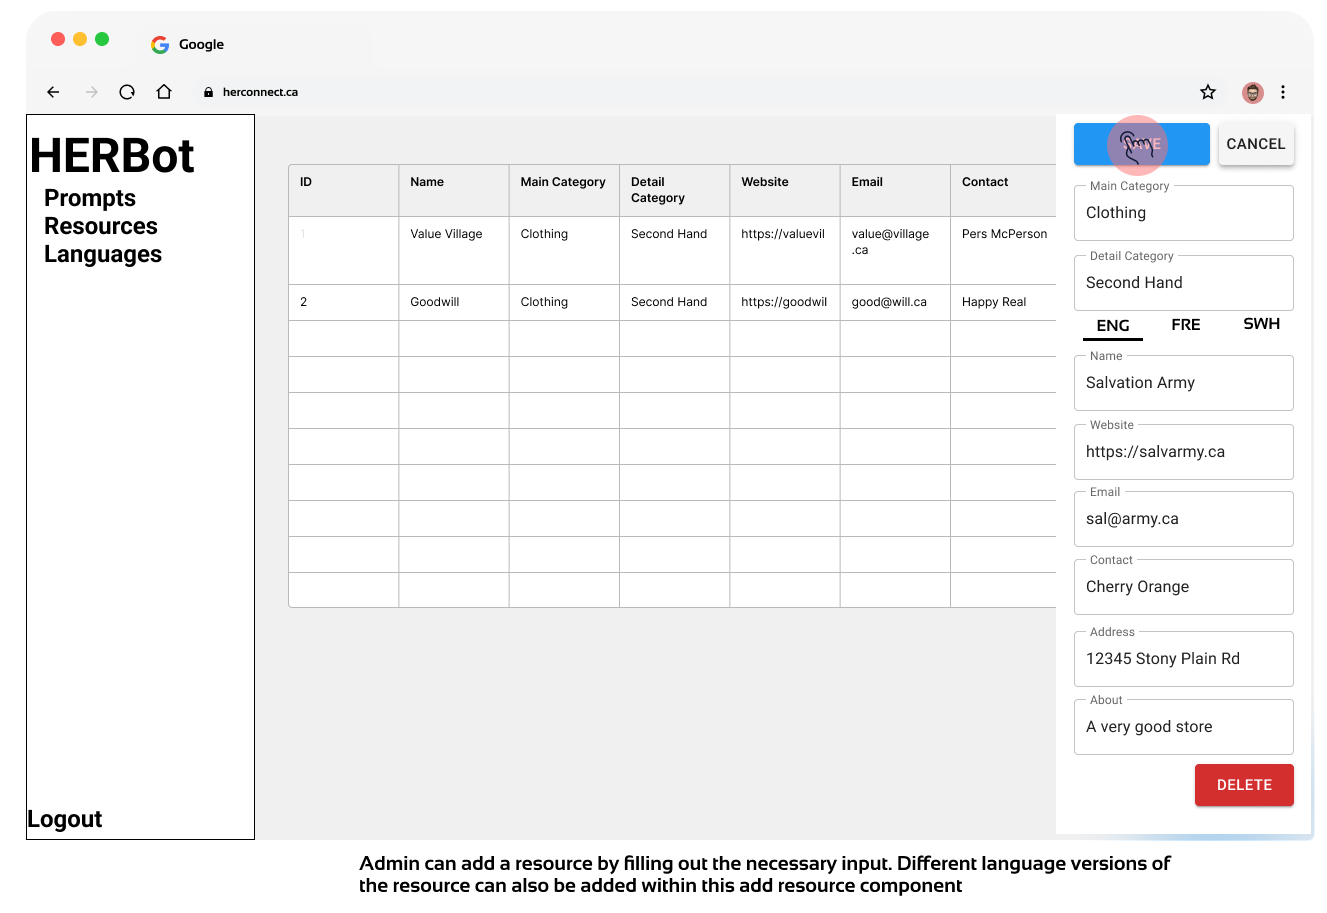 Google
herconnect.ca
HERBot
Prompts
Resources
Languages
Logout
ID Name Main Category Detail Category Website Email Contact
1 Value Village Clothing Second Hand https://valuevil value@village.ca Pers McPerson
2 Goodwill Clothing Second Hand https://goodwil good@will.ca Happy Real
SAVE CANCEL
Main Category
Clothing
Detail Category
Second Hand
ENG FRE SWH
Name
Salvation Army
Website
https://salvarmy.ca
Email
sal@army.ca
Contact
Cherry Orange
Address
12345 Stony Plain Rd
About
A very good store
DELETE
Admin can add a resource by filling out the necessary input. Different language versions of
the resource can also be added within this add resource component